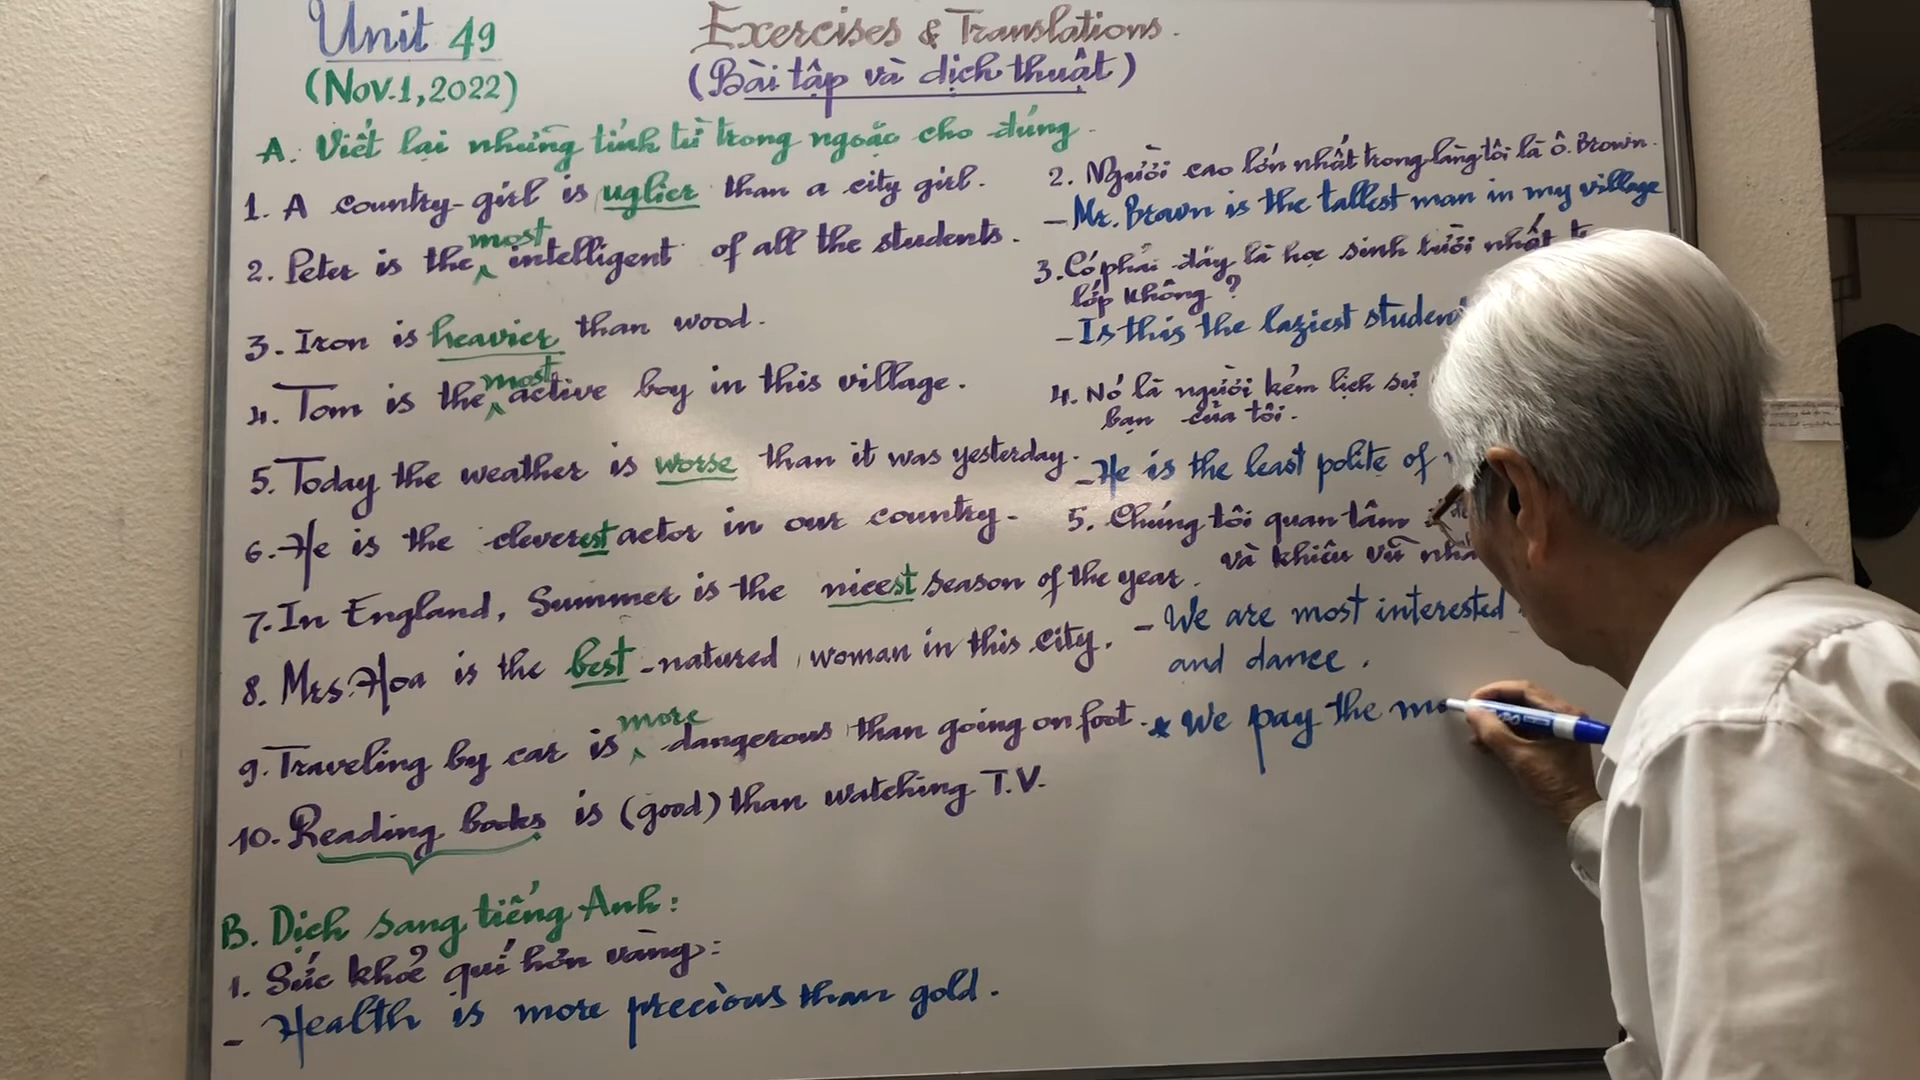 Unit 49
(Nov.1, 2022)
Exercises & Translations.
(Bài tập và dịch thuật)
A. Viết lại những tính từ trong ngoặc cho đúng.
1. A country-girl is uglier than a city girl.
2. Peter is the most intelligent of all the students.
3. Iron is heavier than wood.
4. Tom is the most active boy in this village.
5. Today the weather is worse than it was yesterday.
6. He is the cleverest actor in our country.
7. In England, Summer is the nicest season of the year.
8. Mrs. Hoa is the best-natured woman in this city.
9. Traveling by car is more dangerous than going on foot.
10. Reading books is (good) than watching T.V.
B. Dịch sang tiếng Anh:
1. Sức khoẻ quí hơn vàng:
- Health is more precious than gold.
2. Người cao lớn nhất trong làng tôi là ô. Brown.
- Mr. Brown is the tallest man in my village
3. Có phải đây là học sinh lười nhất
lớp không?
- Is this the laziest student
4. Nó là người kém lịch sự
bạn của tôi.
- He is the least polite of
5. Chúng tôi quan tâm
và khiêu vũ
- We are most interested
and dance.
* We pay the mo